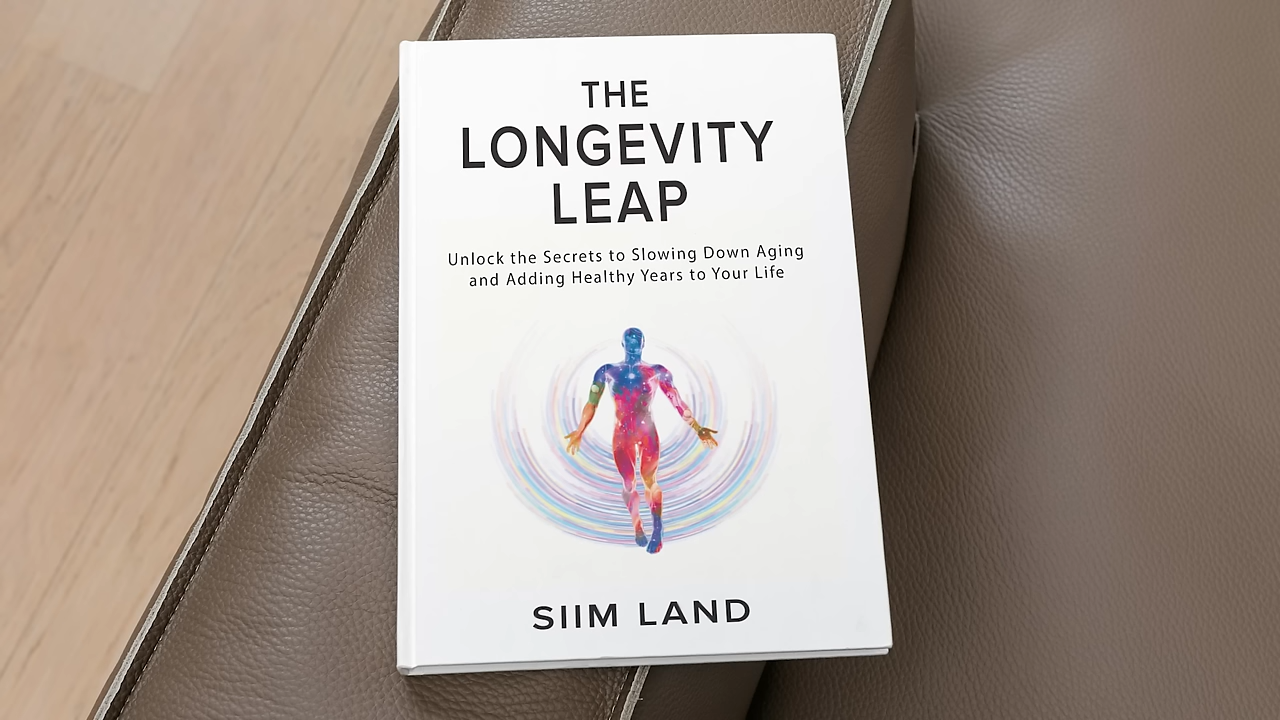 THE
LONGEVITY
LEAP
Unlock the Secrets to Slowing Down Aging
and Adding Healthy Years to Your Life
SIIM LAND